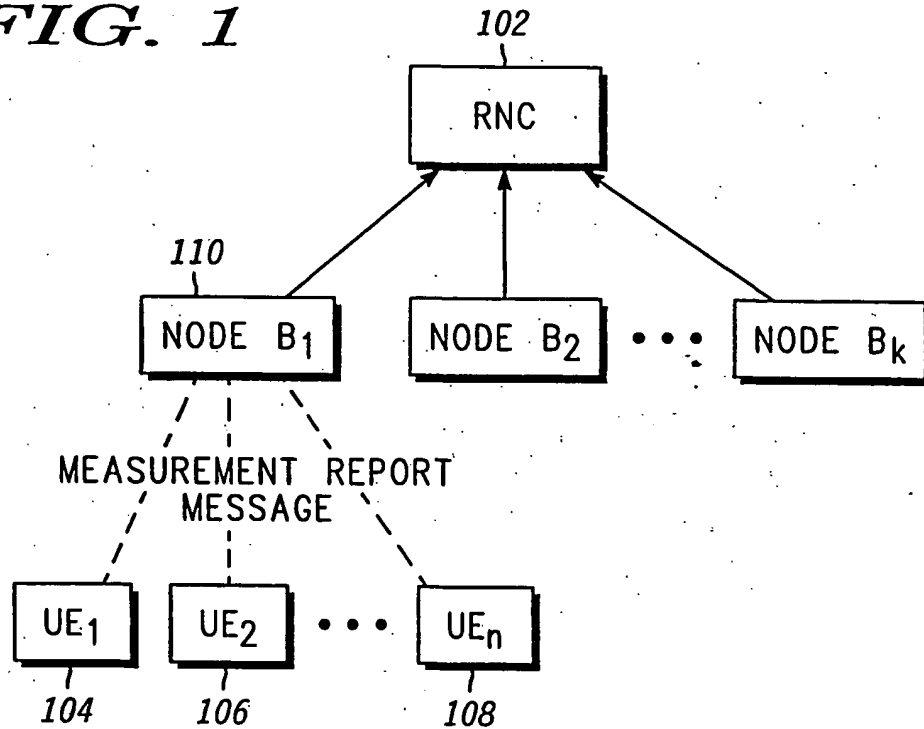 FIG. 1
102
RNC
110
NODE B1
NODE B2
NODE Bk
MEASUREMENT REPORT
MESSAGE
UE1
UE2
UEn
104
106
108